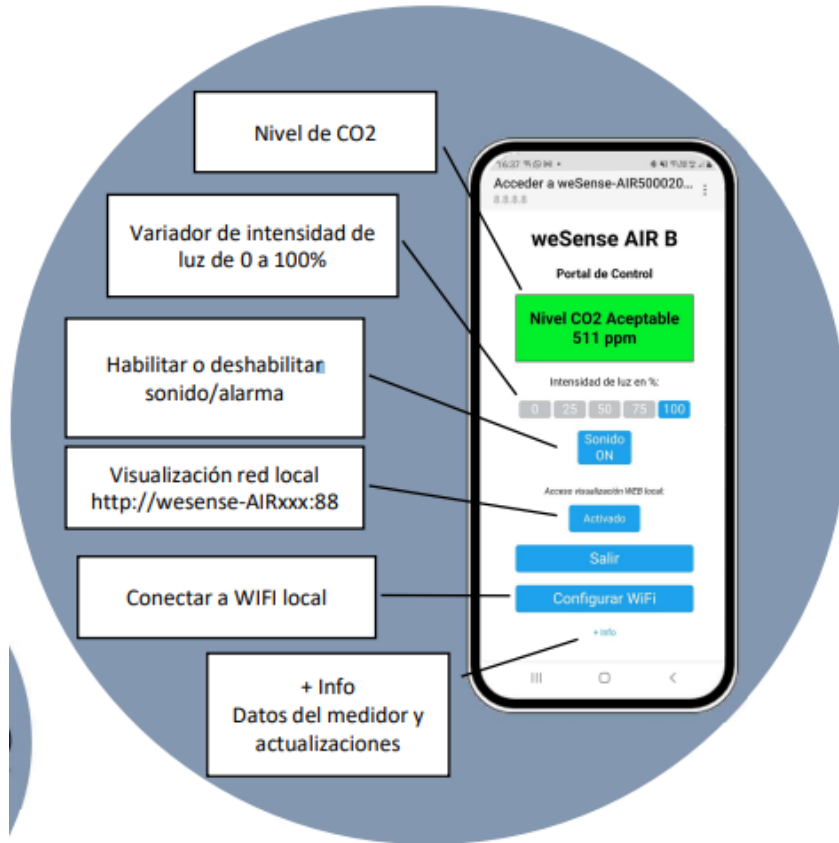 Nivel de CO2
Variador de intensidad de
luz de 0 a 100%
Habilitar o deshabilitar
sonido/alarma
Visualización red local
http://wesense-AIRxxx:88
Conectar a WIFI local
+ Info
Datos del medidor y
actualizaciones
16:37
Acceder a weSense-AIR500020...
8.8.8.8
weSense AIR B
Portal de Control
Nivel CO2 Aceptable
511 ppm
Intensidad de luz en %:
0 25 50 75 100
Sonido
ON
Acceso visualización WEB local:
Activado
Salir
Configurar WiFi
+ Info